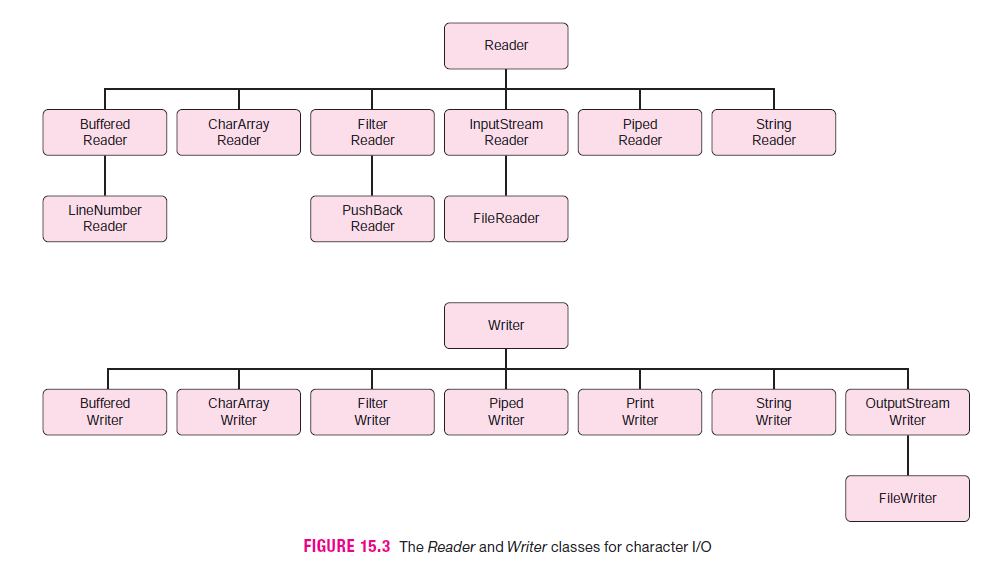 Reader
Buffered
Reader
CharArray
Reader
Filter
Reader
InputStream
Reader
Piped
Reader
String
Reader
LineNumber
Reader
PushBack
Reader
FileReader
Writer
Buffered
Writer
CharArray
Writer
Filter
Writer
Piped
Writer
Print
Writer
String
Writer
OutputStream
Writer
FileWriter
FIGURE 15.3 The Reader and Writer classes for character I/O